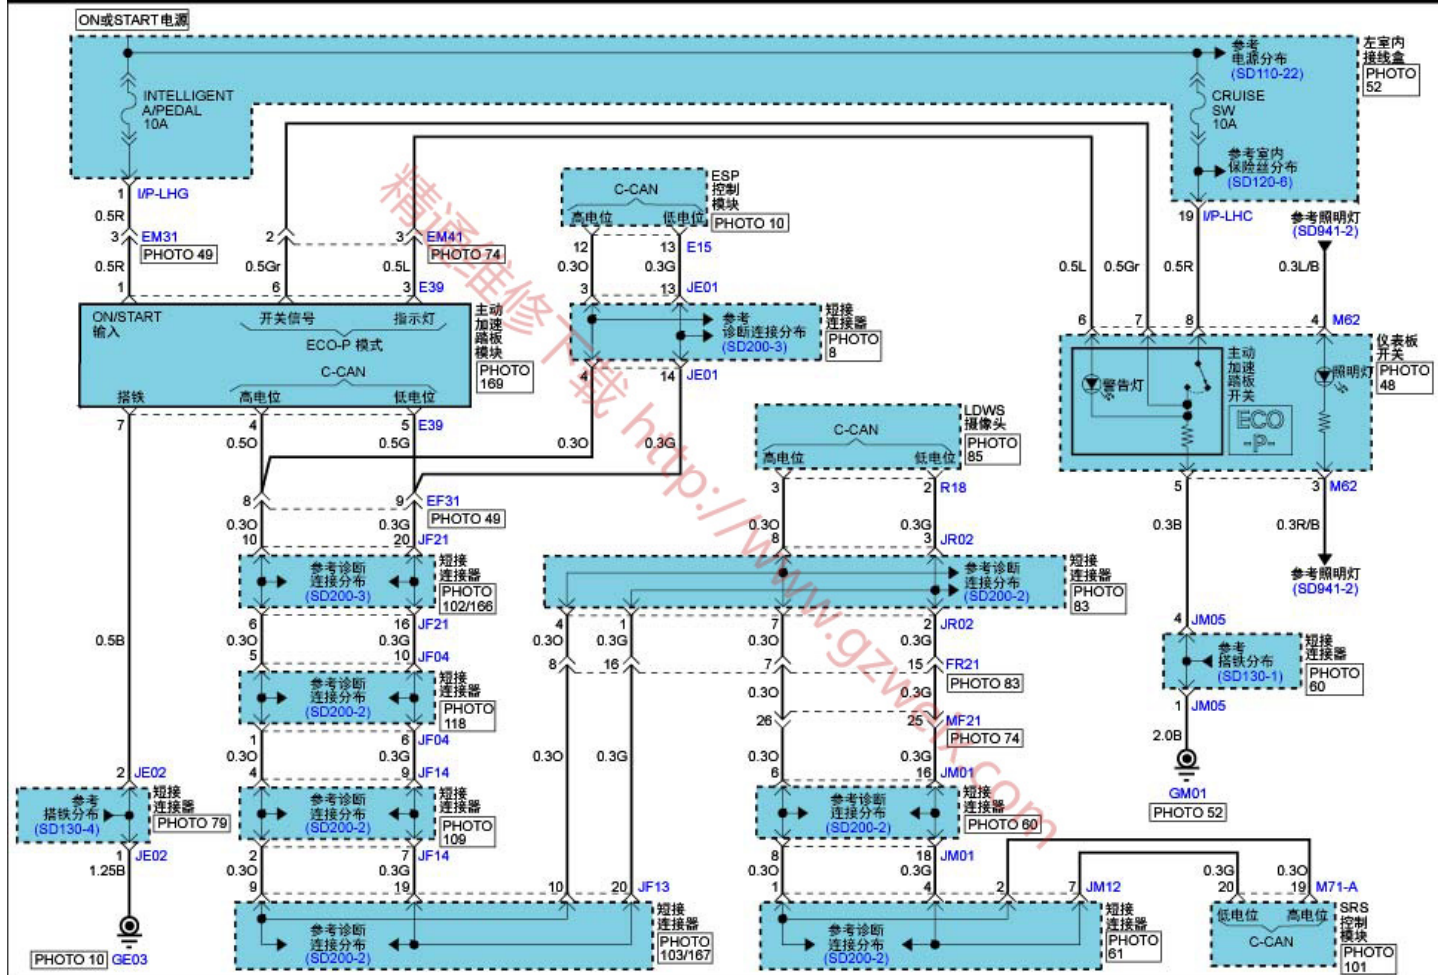 ON或START电源
INTELLIGENT
A/PEDAL
10A
参考
电源分布
(SD110-22)
左室内
接线盒
PHOTO
52
CRUISE
SW
10A
参考室内
保险丝分布
(SD120-6)
1 I/P-LHG
0.5R
3 EM31
PHOTO 49
0.5R
1
2
0.5Gr
6
3 EM41
PHOTO 74
0.5L
3 E39
ESP
控制
模块
PHOTO 10
C-CAN
高电位 低电位
12 13 E15
0.3O 0.3G
3 13 JE01
参考
诊断连接分布
(SD200-3)
短接
连接器
PHOTO
8
4 14 JE01
0.3O 0.3G
19 I/P-LHC
参考照明灯
(SD941-2)
0.5L 0.5Gr 0.5R 0.3L/B
6 7 8 4 M62
ON/START
输入
开关信号
指示灯
ECO-P 模式
C-CAN
搭铁
高电位
低电位
主动
加速
踏板
模块
PHOTO
169
7 4 5 E39
0.5O 0.5G
警告灯
主动
加速
踏板
开关
ECO
-P-
照明灯
仪表板
开关
PHOTO
48
5 3 M62
0.3B 0.3R/B
参考照明灯
(SD941-2)
LDWS
摄像头
PHOTO
85
C-CAN
高电位 低电位
3 2 R18
0.3O 0.3G
8 3 JR02
8 9 EF31
PHOTO 49
0.3O 0.3G
10 20 JF21
参考诊断
连接分布
(SD200-3)
短接
连接器
PHOTO
102/166
6 16 JF21
0.3O 0.3G
5 10 JF04
参考诊断
连接分布
(SD200-2)
短接
连接器
PHOTO
118
1 6 JF04
0.3O 0.3G
4 9 JF14
参考诊断
连接分布
(SD200-2)
短接
连接器
PHOTO
109
2 7 JF14
0.3O 0.3G
9 19 10 20 JF13
参考诊断
连接分布
(SD200-2)
短接
连接器
PHOTO
103/167
参考诊断
连接分布
(SD200-2)
短接
连接器
PHOTO
83
4 1 7 2 JR02
0.3O 0.3G 0.3O 0.3G
8 16 7 15 FR21
PHOTO 83
0.3O 0.3G
26 25 MF21
PHOTO 74
0.3O 0.3G 0.3O 0.3G
6 16 JM01
参考诊断
连接分布
(SD200-2)
短接
连接器
PHOTO 60
8 18 JM01
0.3O 0.3G
1 4 2 7 JM12
参考诊断
连接分布
(SD200-2)
短接
连接器
PHOTO
61
0.5B
2 JE02
参考
搭铁分布
(SD130-4)
短接
连接器
PHOTO 79
1 JE02
1.25B
PHOTO 10 GE03
4 JM05
参考
搭铁分布
(SD130-1)
短接
连接器
PHOTO
60
1 JM05
2.0B
GM01
PHOTO 52
0.3G 0.3O
20 19 M71-A
低电位 高电位
C-CAN
SRS
控制
模块
PHOTO
101
精通维修下载 http://www.gzweix.com